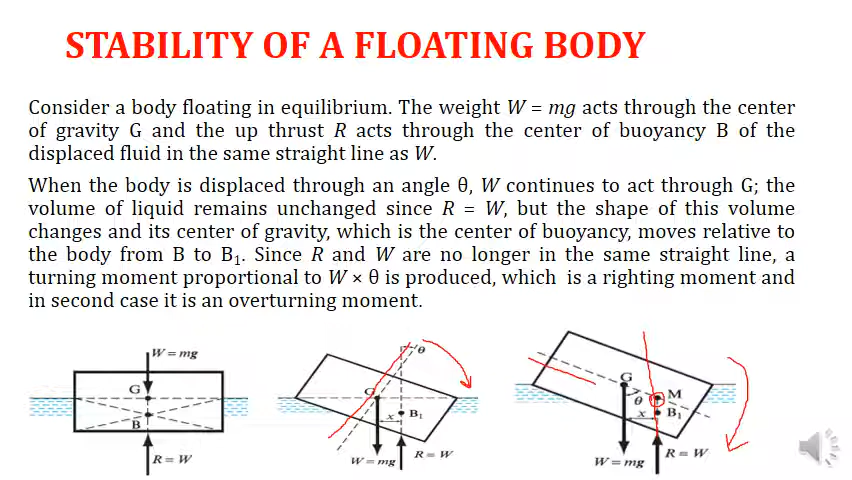 STABILITY OF A FLOATING BODY
Consider a body floating in equilibrium. The weight W = mg acts through the center
of gravity G and the up thrust R acts through the center of buoyancy B of the
displaced fluid in the same straight line as W.
When the body is displaced through an angle θ, W continues to act through G; the
volume of liquid remains unchanged since R = W, but the shape of this volume
changes and its center of gravity, which is the center of buoyancy, moves relative to
the body from B to B₁. Since R and W are no longer in the same straight line, a
turning moment proportional to W × θ is produced, which is a righting moment and
in second case it is an overturning moment.
W = mg
G
B
R = W
θ
G
x
B₁
W = mg
R = W
G
θ
M
x
B₁
W = mg
R = W